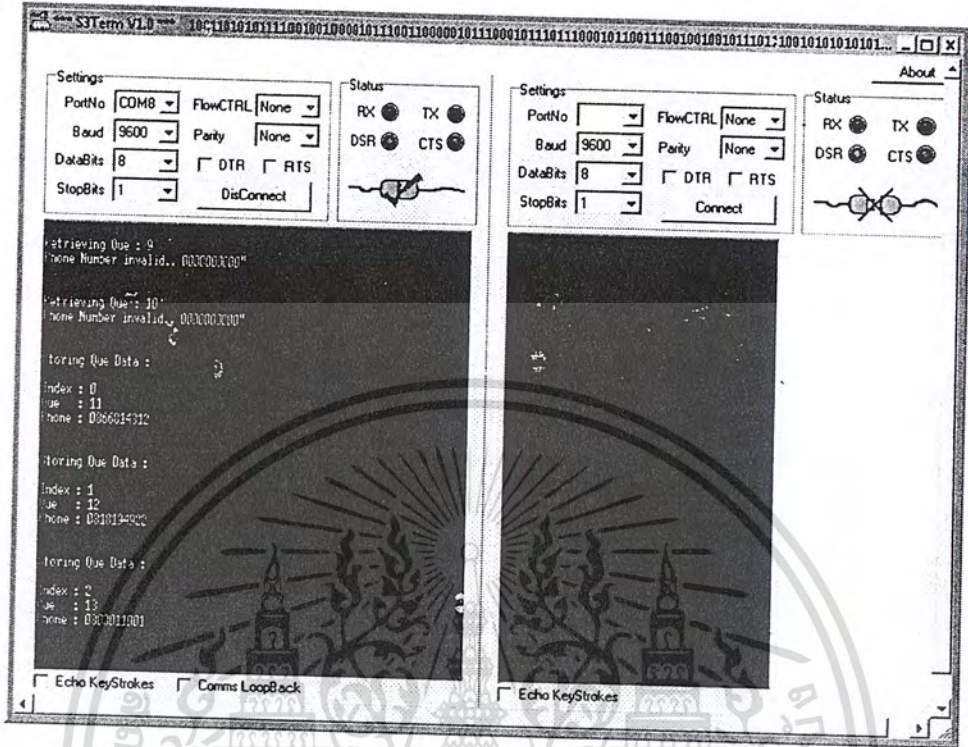 S3Term V1.0
About
Settings
PortNo COM8 FlowCTRL None
Baud 9600 Parity None
DataBits 8 DTR RTS
StopBits 1 DisConnect
Status
RX TX
DSR CTS
Settings
PortNo FlowCTRL None
Baud 9600 Parity None
DataBits 8 DTR RTS
StopBits 1 Connect
Status
RX TX
DSR CTS
etrieving Que : 9
hone Number invalid..
etrieving Que : 10
hone Number invalid..
toring Que Data :
ndex : 0
ue : 11
hone : 0866014312
toring Que Data :
ndex : 1
ue : 12
hone :
toring Que Data :
ndex : 2
ue : 13
hone :
Echo KeyStrokes Comms LoopBack
Echo KeyStrokes